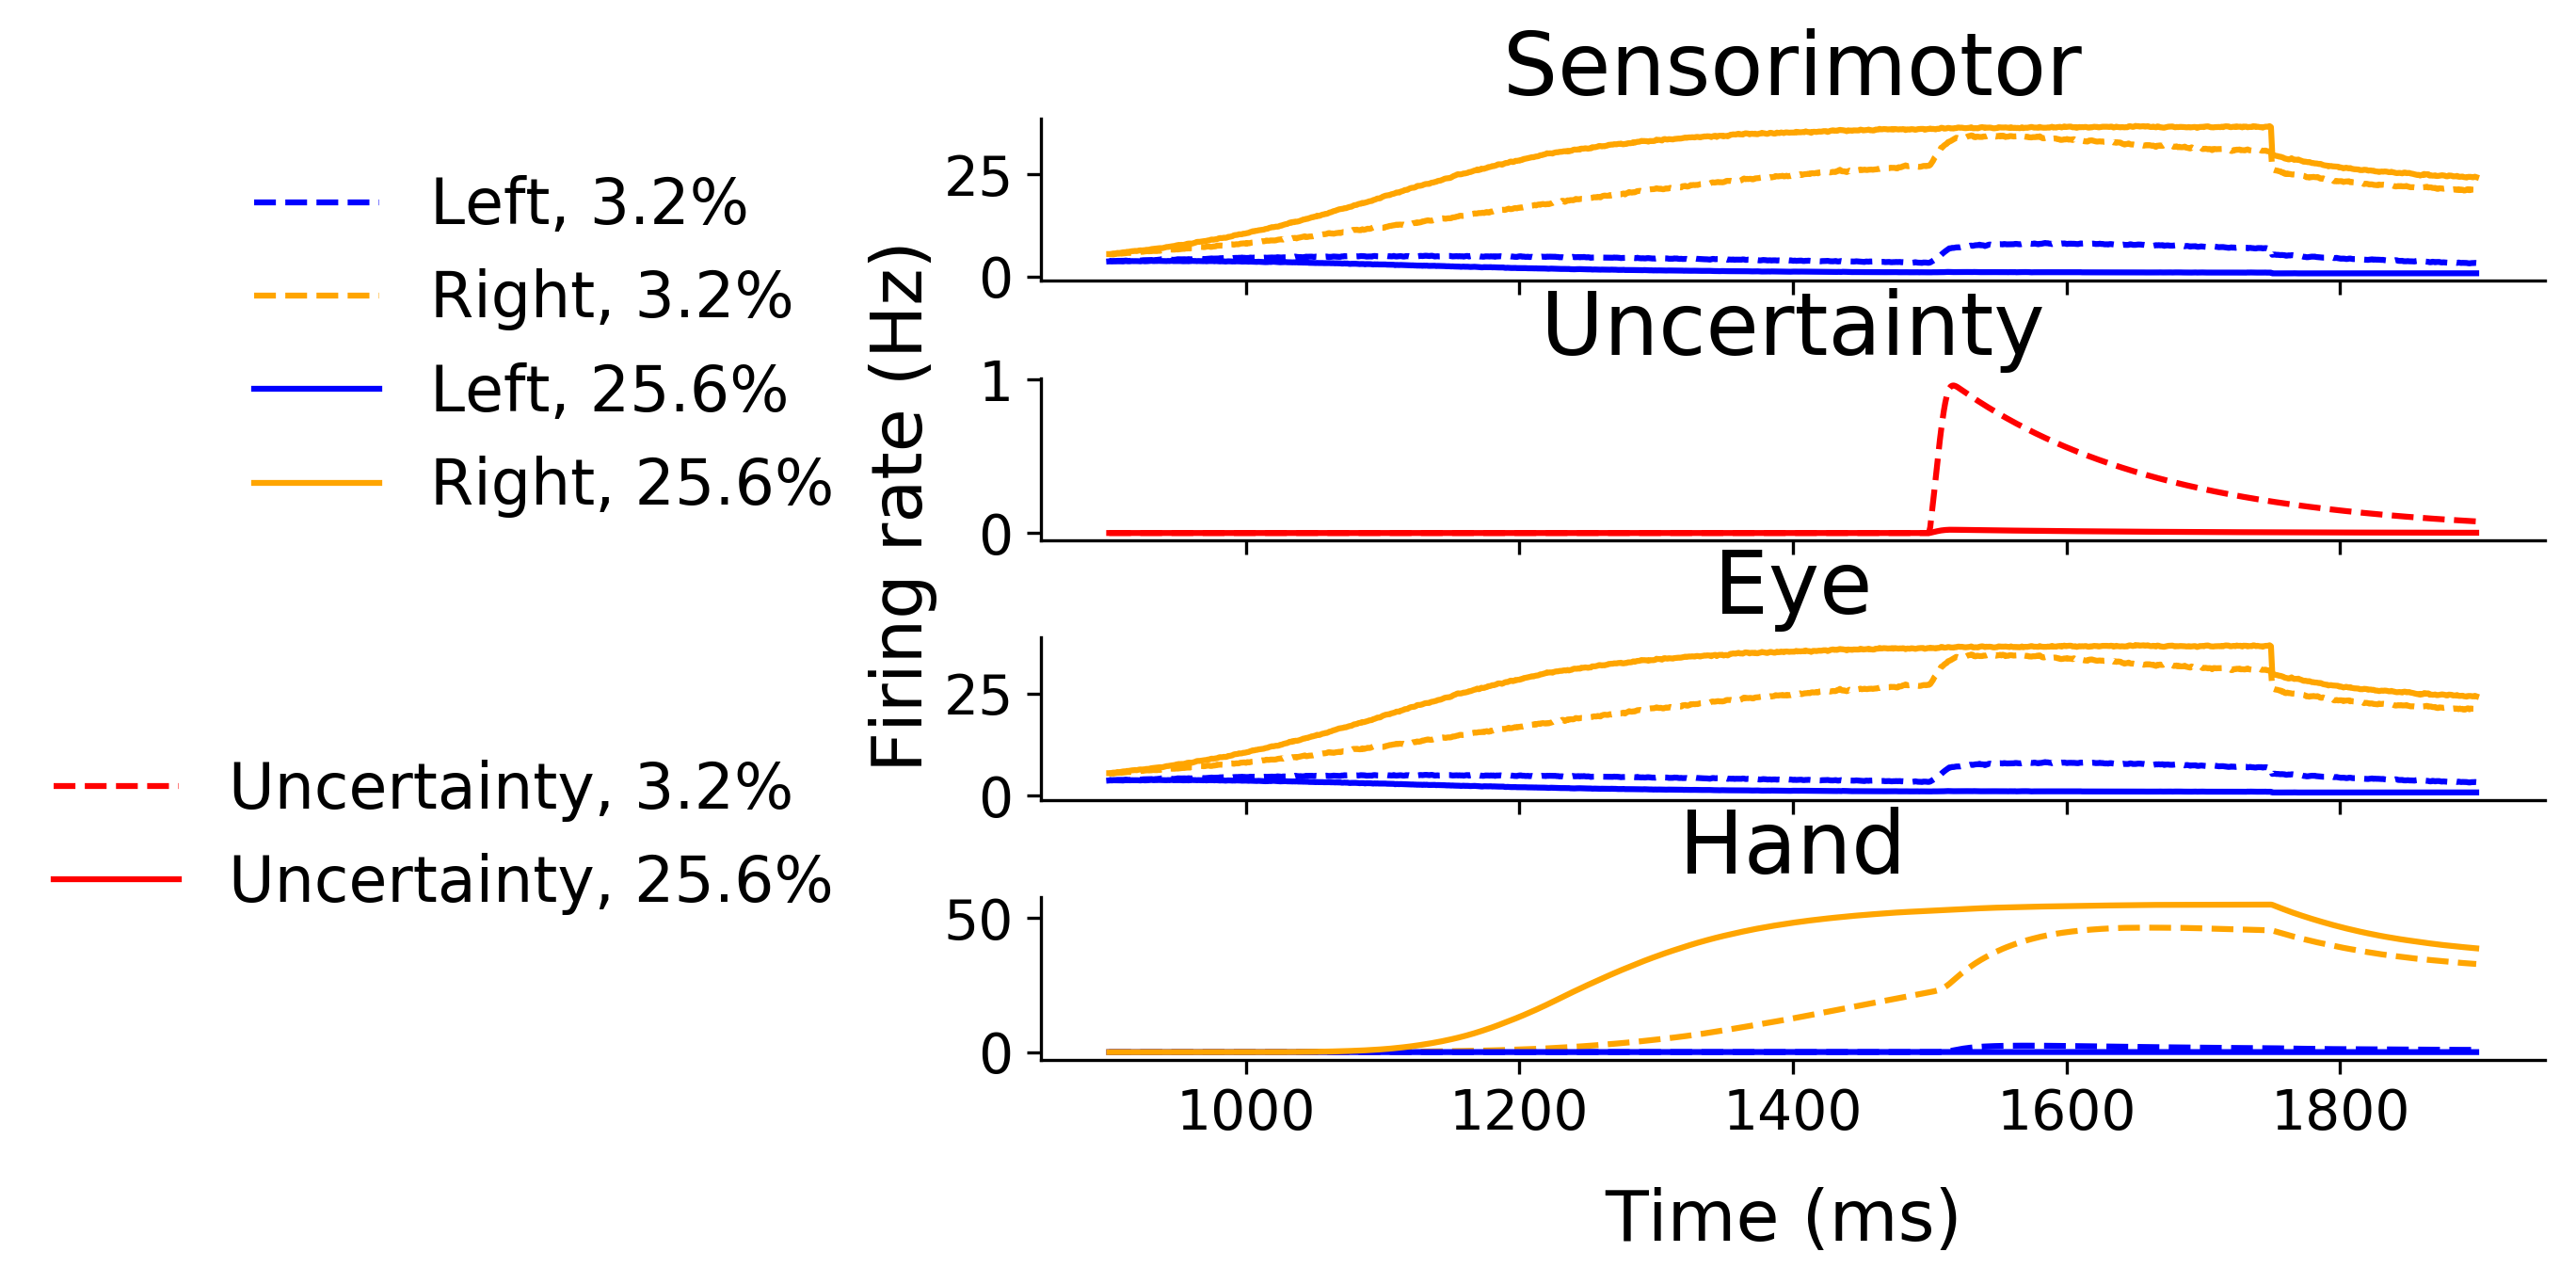 Left, 3.2%
Right, 3.2%
Left, 25.6%
Right, 25.6%
Uncertainty, 3.2%
Uncertainty, 25.6%
Firing rate (Hz)
Sensorimotor
25
0
Uncertainty
1
0
Eye
25
0
Hand
50
0
1000 1200 1400 1600 1800
Time (ms)